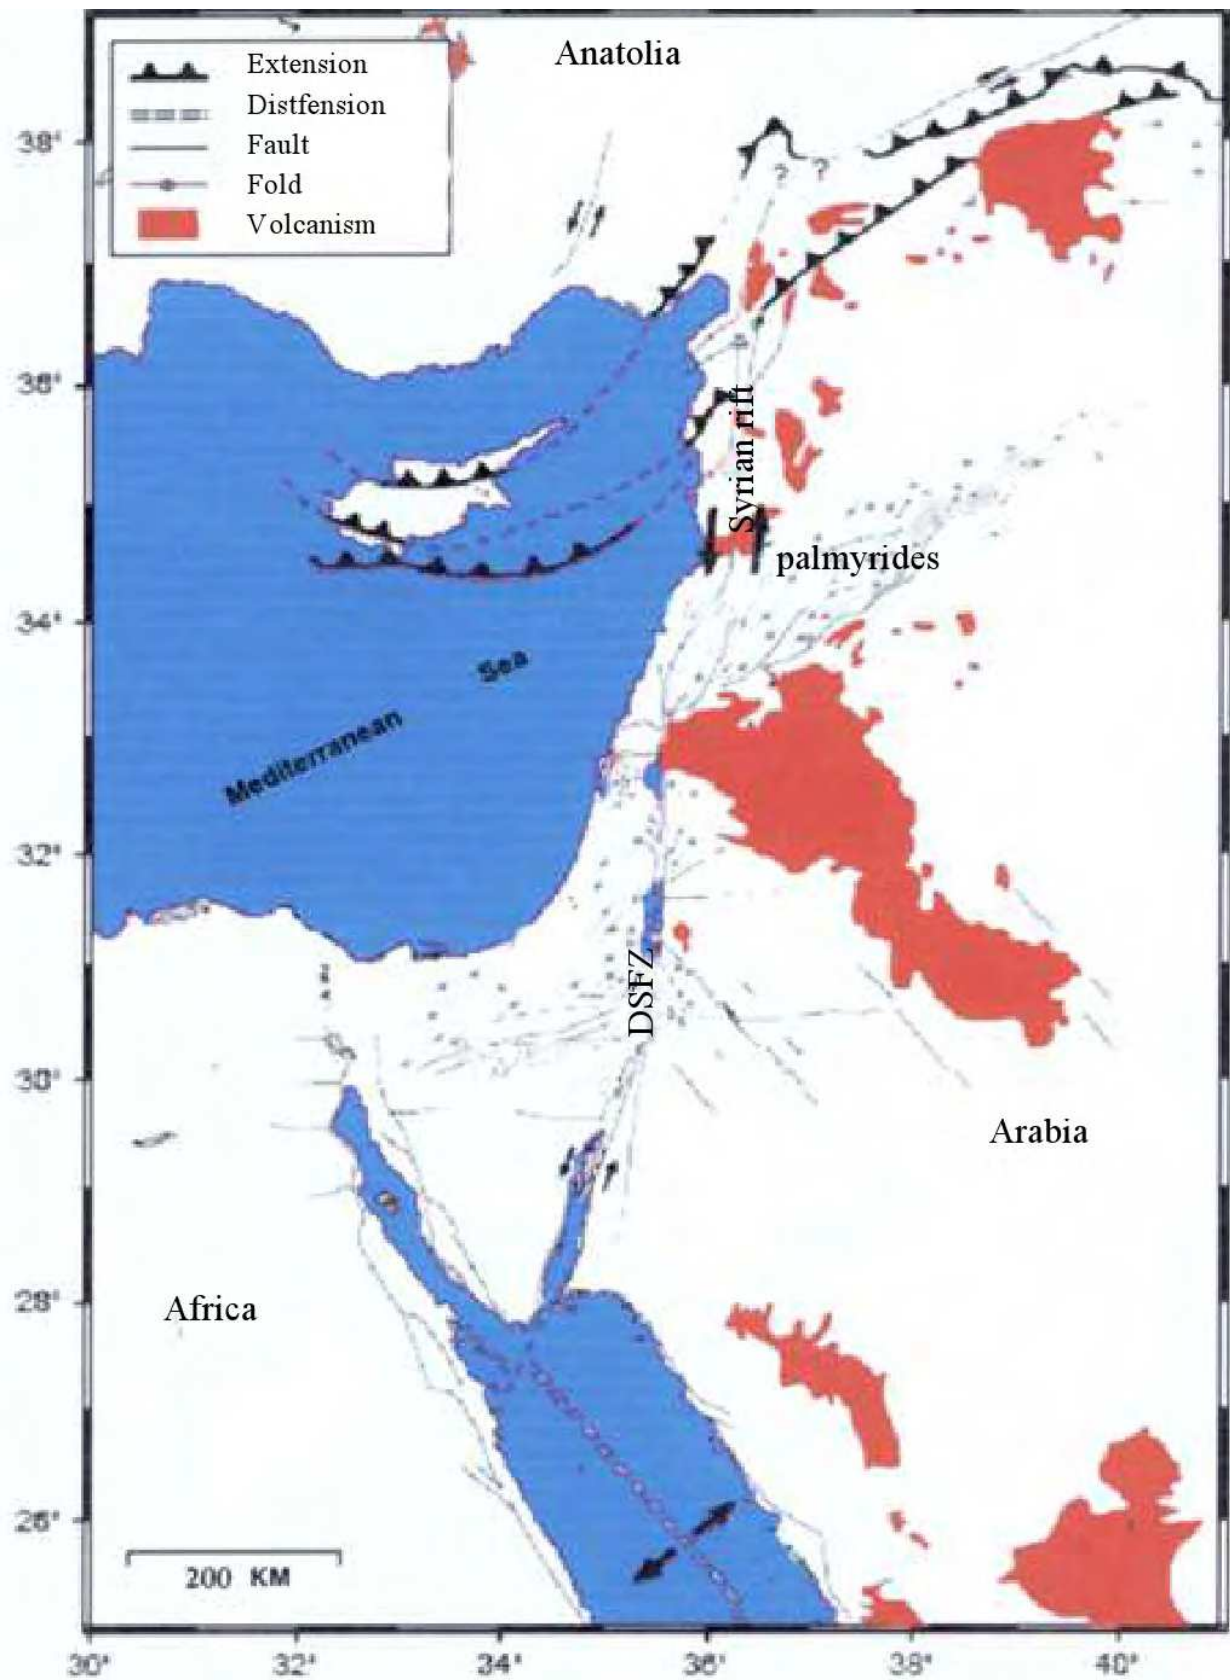 Anatolia
Extension
Distfension
Fault
Fold
Volcanism
38°
? ?
36°
Syrian rift
palmyrides
34°
Mediterranean Sea
32°
DSFZ
30°
Arabia
28°
Africa
26°
200 KM
30° 32° 34° 36° 38° 40°